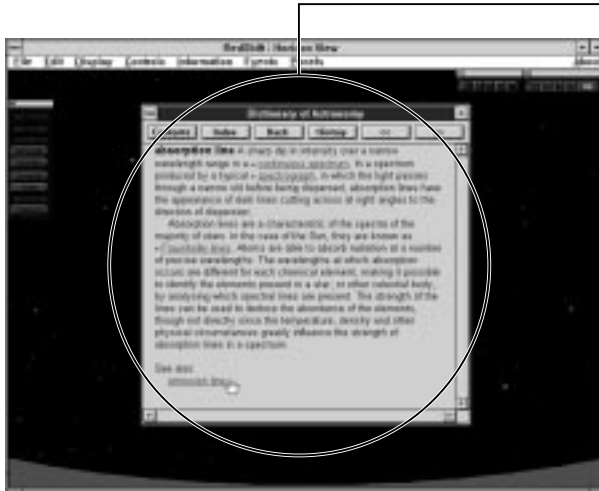 RedShift : Horizon View
File Edit Display Controls Information Events Panels About
Dictionary of Astronomy
Contents Index Back History <<
absorption line A sharp dip in intensity over a narrow
wavelength range in a continuous spectrum. In a spectrum
produced by a typical spectrograph, in which the light passes
through a narrow slit before being dispersed, absorption lines have
the appearance of dark lines cutting across at right angles to the
direction of dispersion.
Absorption lines are a characteristic of the spectra of the
majority of stars. In the case of the Sun, they are known as
Fraunhofer lines. Atoms are able to absorb radiation at a number
of precise wavelengths. The wavelengths at which absorption
occurs are different for each chemical element, making it possible
to identify the elements present in a star, or other celestial body,
by analysing which spectral lines are present. The strength of the
lines can be used to deduce the abundance of the elements,
though not directly since the temperature, density and other
physical circumstances greatly influence the strength of
absorption lines in a spectrum.
See also:
emission line